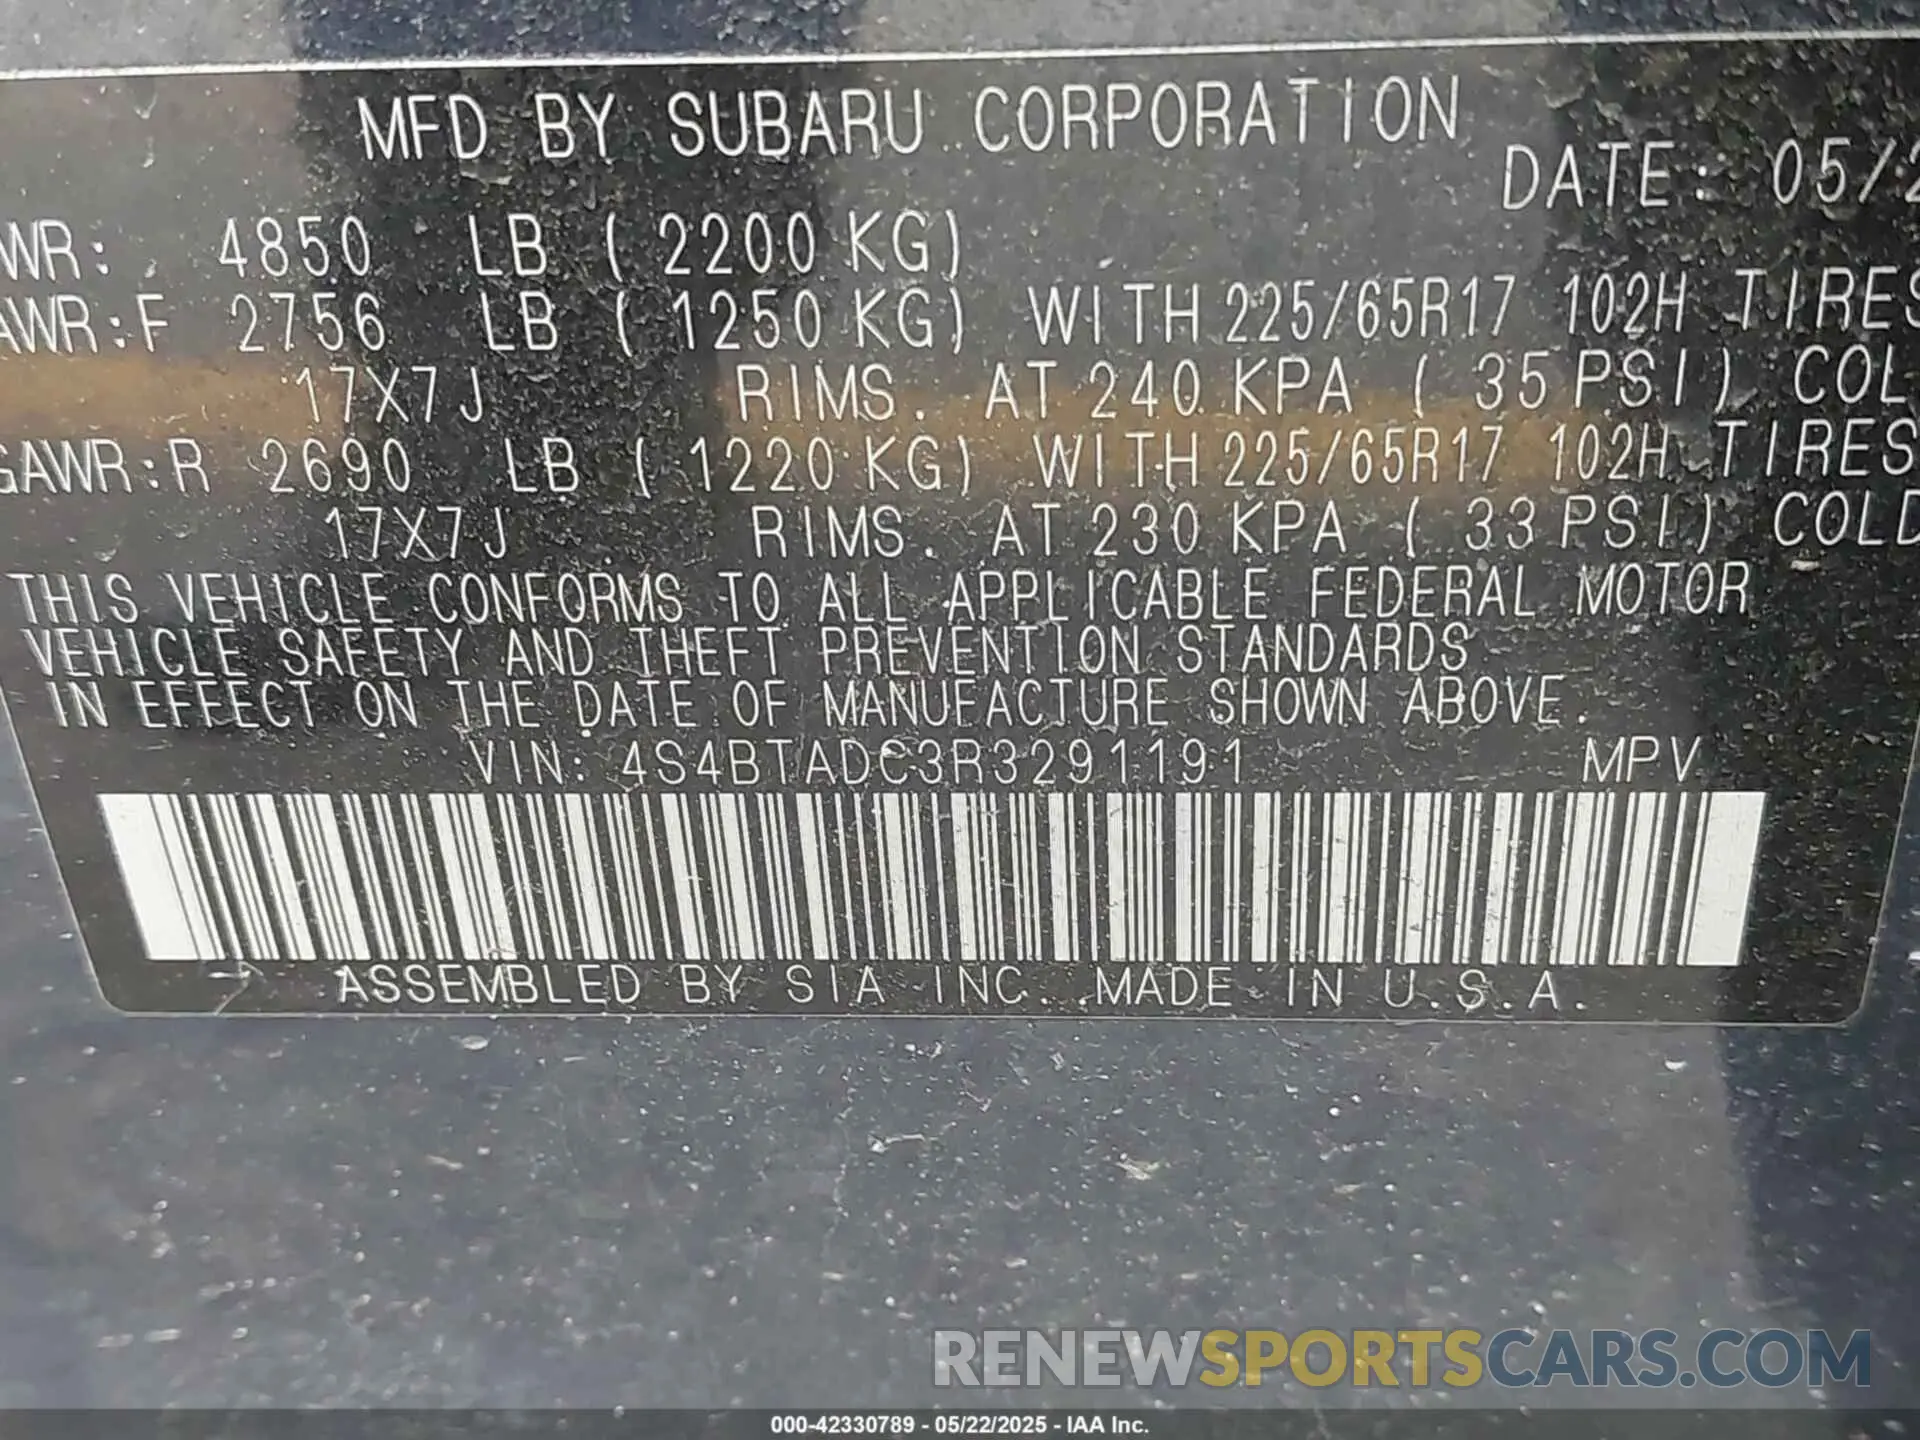 MFD BY SUBARU CORPORATION
DATE: 05/2
WR: 4850 LB ( 2200 KG)
AWR:F 2756 LB ( 1250 KG) WITH 225/65R17 102H TIRES
17X7J RIMS. AT 240 KPA ( 35 PSI) COL
GAWR:R 2690 LB ( 1220 KG) WITH 225/65R17 102H TIRES
17X7J RIMS. AT 230 KPA ( 33 PSI) COLD
THIS VEHICLE CONFORMS TO ALL APPLICABLE FEDERAL MOTOR
VEHICLE SAFETY AND THEFT PREVENTION STANDARDS
IN EFFECT ON THE DATE OF MANUFACTURE SHOWN ABOVE.
VIN: 4S4BTADC3R3291191 MPV
ASSEMBLED BY SIA INC. MADE IN U.S.A.
RENEWSPORTSCARS.COM
000-42330789 - 05/22/2025 - IAA Inc.